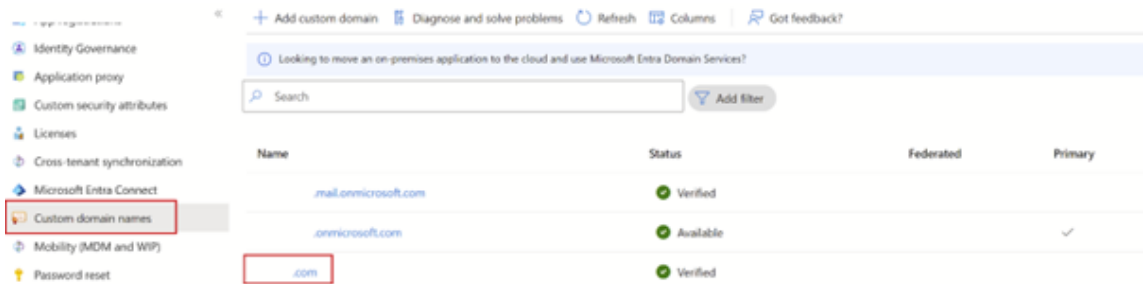 « + Add custom domain Diagnose and solve problems Refresh Columns Got feedback?
Identity Governance
Looking to move an on-premises application to the cloud and use Microsoft Entra Domain Services?
Application proxy
Custom security attributes
Search Add filter
Licenses
Cross-tenant synchronization
Name Status Federated Primary
Microsoft Entra Connect
.mail.onmicrosoft.com Verified
Custom domain names
.onmicrosoft.com Available
Mobility (MDM and WIP)
Password reset
.com Verified